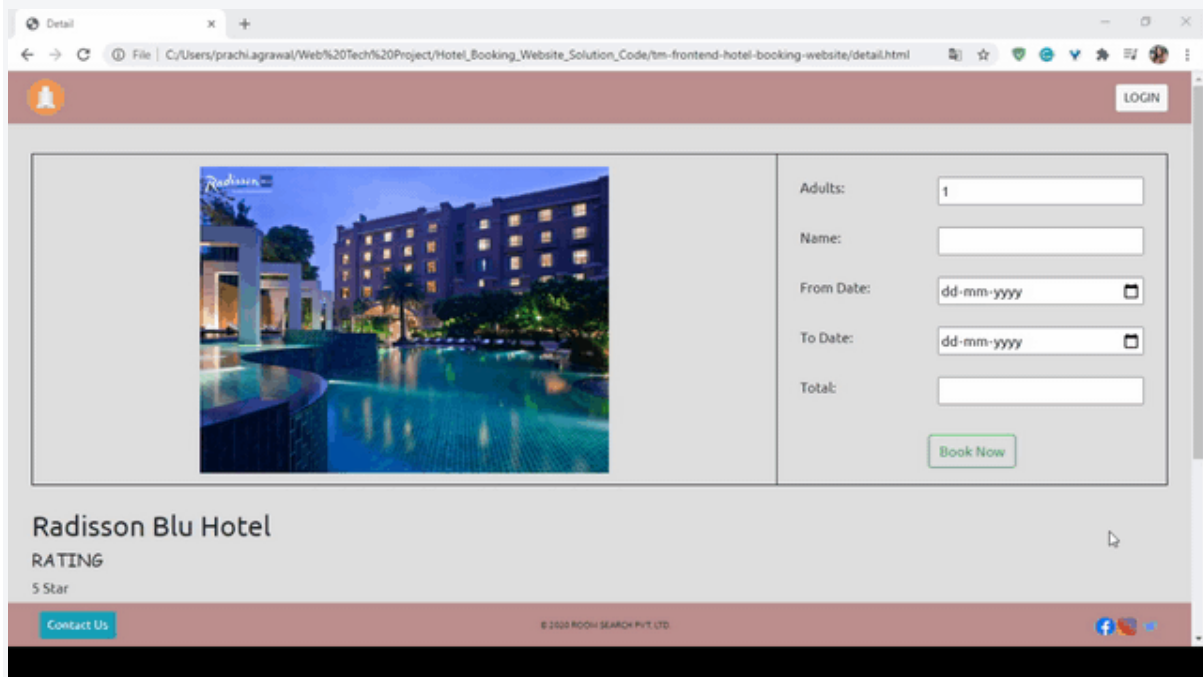 Detail
File
C:/Users/prachi.agrawal/Web%20Tech%20Project/Hotel_Booking_Website_Solution_Code/tm-frontend-hotel-booking-website/detail.html
LOGIN
Radisson
Adults:
1
Name:
From Date:
dd-mm-yyyy
To Date:
dd-mm-yyyy
Total:
Book Now
Radisson Blu Hotel
RATING
5 Star
Contact Us
© 2020 ROOM SEARCH PVT. LTD.